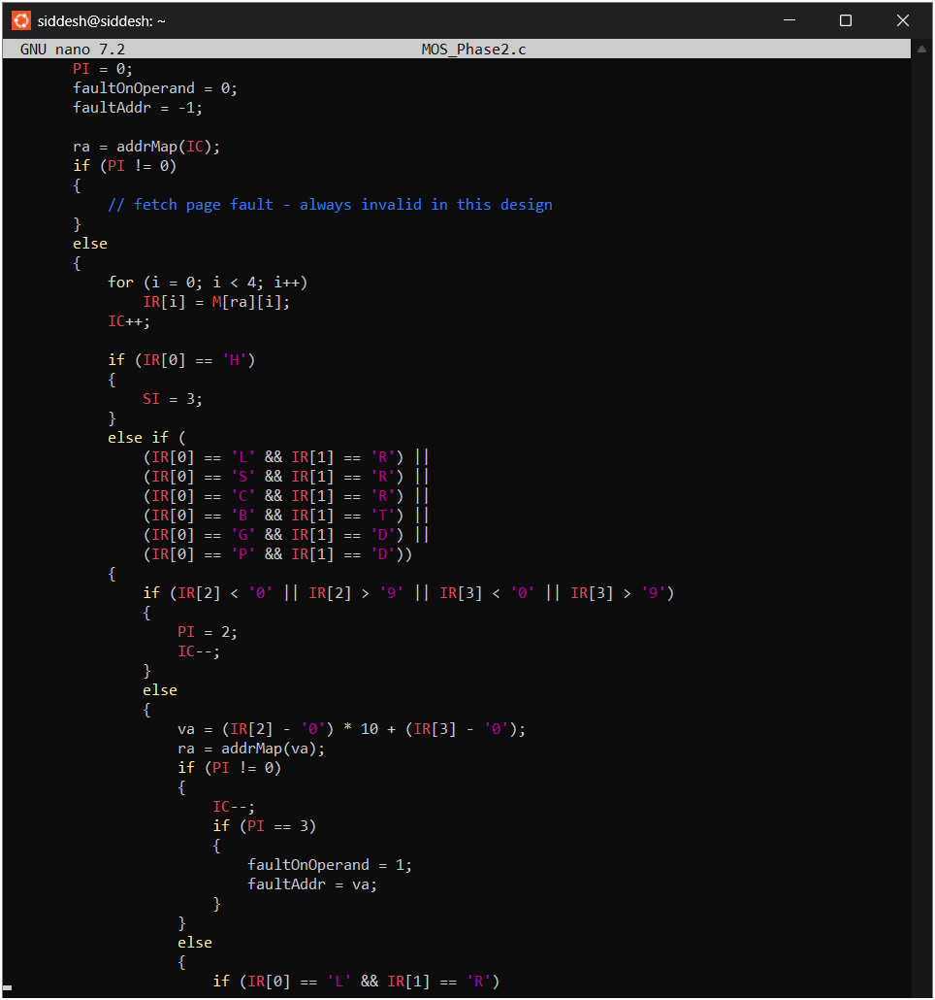 siddesh@siddesh: ~
GNU nano 7.2 MOS_Phase2.c
PI = 0;
faultOnOperand = 0;
faultAddr = -1;
ra = addrMap(IC);
if (PI != 0)
{
// fetch page fault - always invalid in this design
}
else
{
for (i = 0; i < 4; i++)
IR[i] = M[ra][i];
IC++;
if (IR[0] == 'H')
{
SI = 3;
}
else if (
(IR[0] == 'L' && IR[1] == 'R') ||
(IR[0] == 'S' && IR[1] == 'R') ||
(IR[0] == 'C' && IR[1] == 'R') ||
(IR[0] == 'B' && IR[1] == 'T') ||
(IR[0] == 'G' && IR[1] == 'D') ||
(IR[0] == 'P' && IR[1] == 'D'))
{
if (IR[2] < '0' || IR[2] > '9' || IR[3] < '0' || IR[3] > '9')
{
PI = 2;
IC--;
}
else
{
va = (IR[2] - '0') * 10 + (IR[3] - '0');
ra = addrMap(va);
if (PI != 0)
{
IC--;
if (PI == 3)
{
faultOnOperand = 1;
faultAddr = va;
}
}
else
{
if (IR[0] == 'L' && IR[1] == 'R')